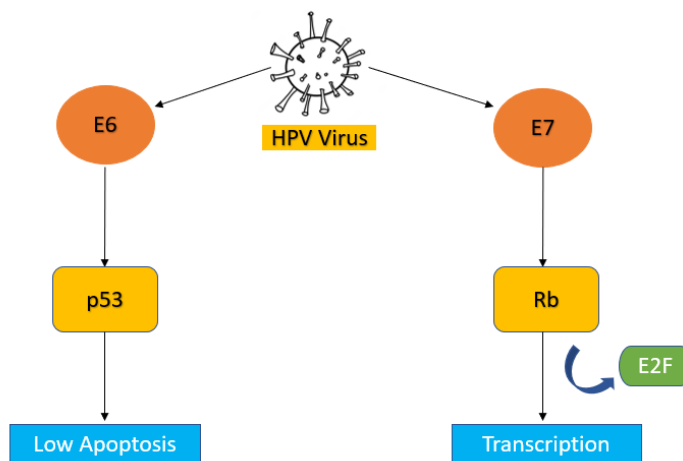 E6
HPV Virus
E7
p53
Rb
E2F
Low Apoptosis
Transcription